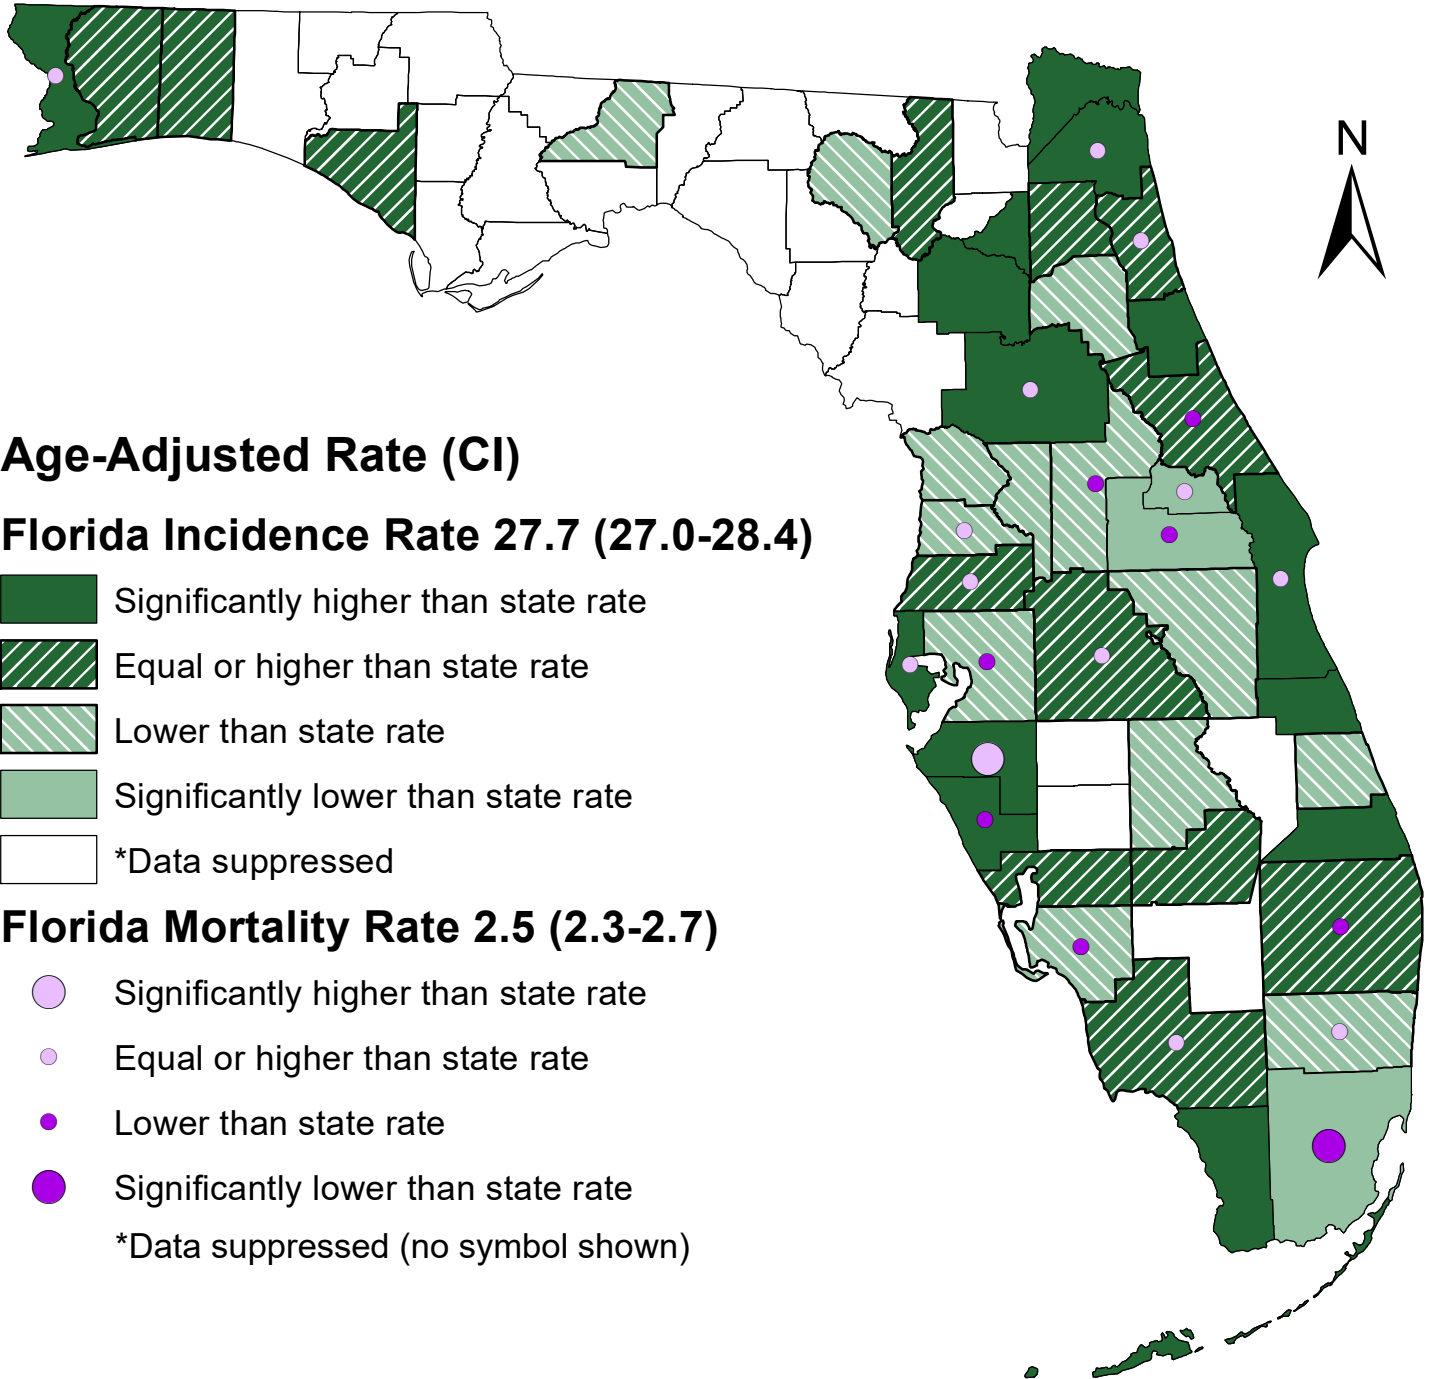 N
Age-Adjusted Rate (CI)
Florida Incidence Rate 27.7 (27.0-28.4)
Significantly higher than state rate
Equal or higher than state rate
Lower than state rate
Significantly lower than state rate
*Data suppressed
Florida Mortality Rate 2.5 (2.3-2.7)
Significantly higher than state rate
Equal or higher than state rate
Lower than state rate
Significantly lower than state rate
*Data suppressed (no symbol shown)